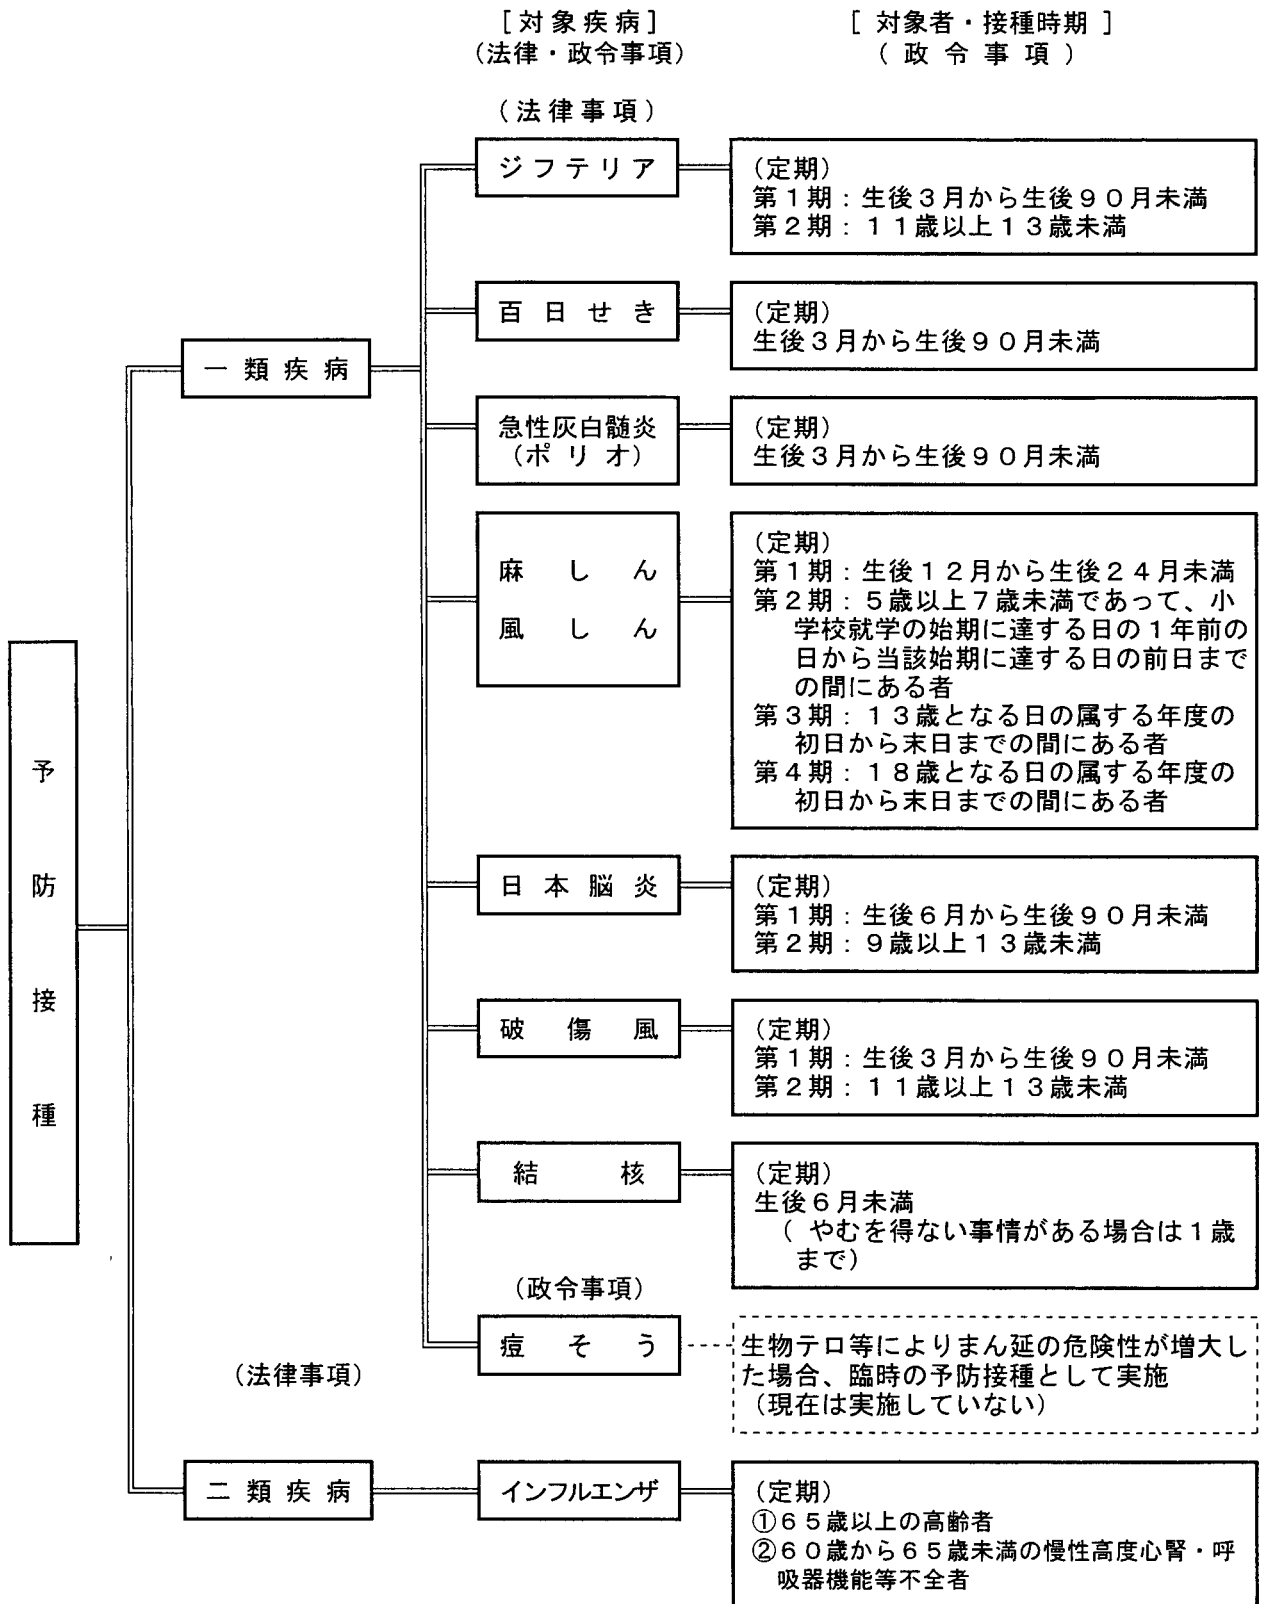 [対象疾病]
(法律・政令事項)
[ 対象者・接種時期 ]
( 政 令 事 項 )
(法律事項)
ジフテリア
(定期)
第1期:生後3月から生後90月未満
第2期:11歳以上13歳未満
百日せき
(定期)
生後3月から生後90月未満
一類疾病
急性灰白髄炎
(ポリオ)
(定期)
生後3月から生後90月未満
麻しん
風しん
(定期)
第1期:生後12月から生後24月未満
第2期:5歳以上7歳未満であって、小
学校就学の始期に達する日の1年前の
日から当該始期に達する日の前日まで
の間にある者
第3期:13歳となる日の属する年度の
初日から末日までの間にある者
第4期:18歳となる日の属する年度の
初日から末日までの間にある者
予防接種
日本脳炎
(定期)
第1期:生後6月から生後90月未満
第2期:9歳以上13歳未満
破傷風
(定期)
第1期:生後3月から生後90月未満
第2期:11歳以上13歳未満
結核
(定期)
生後6月未満
( やむを得ない事情がある場合は1歳
まで)
(政令事項)
痘そう
生物テロ等によりまん延の危険性が増大し
た場合、臨時の予防接種として実施
(現在は実施していない)
(法律事項)
二類疾病
インフルエンザ
(定期)
①65歳以上の高齢者
②60歳から65歳未満の慢性高度心腎・呼
吸器機能等不全者